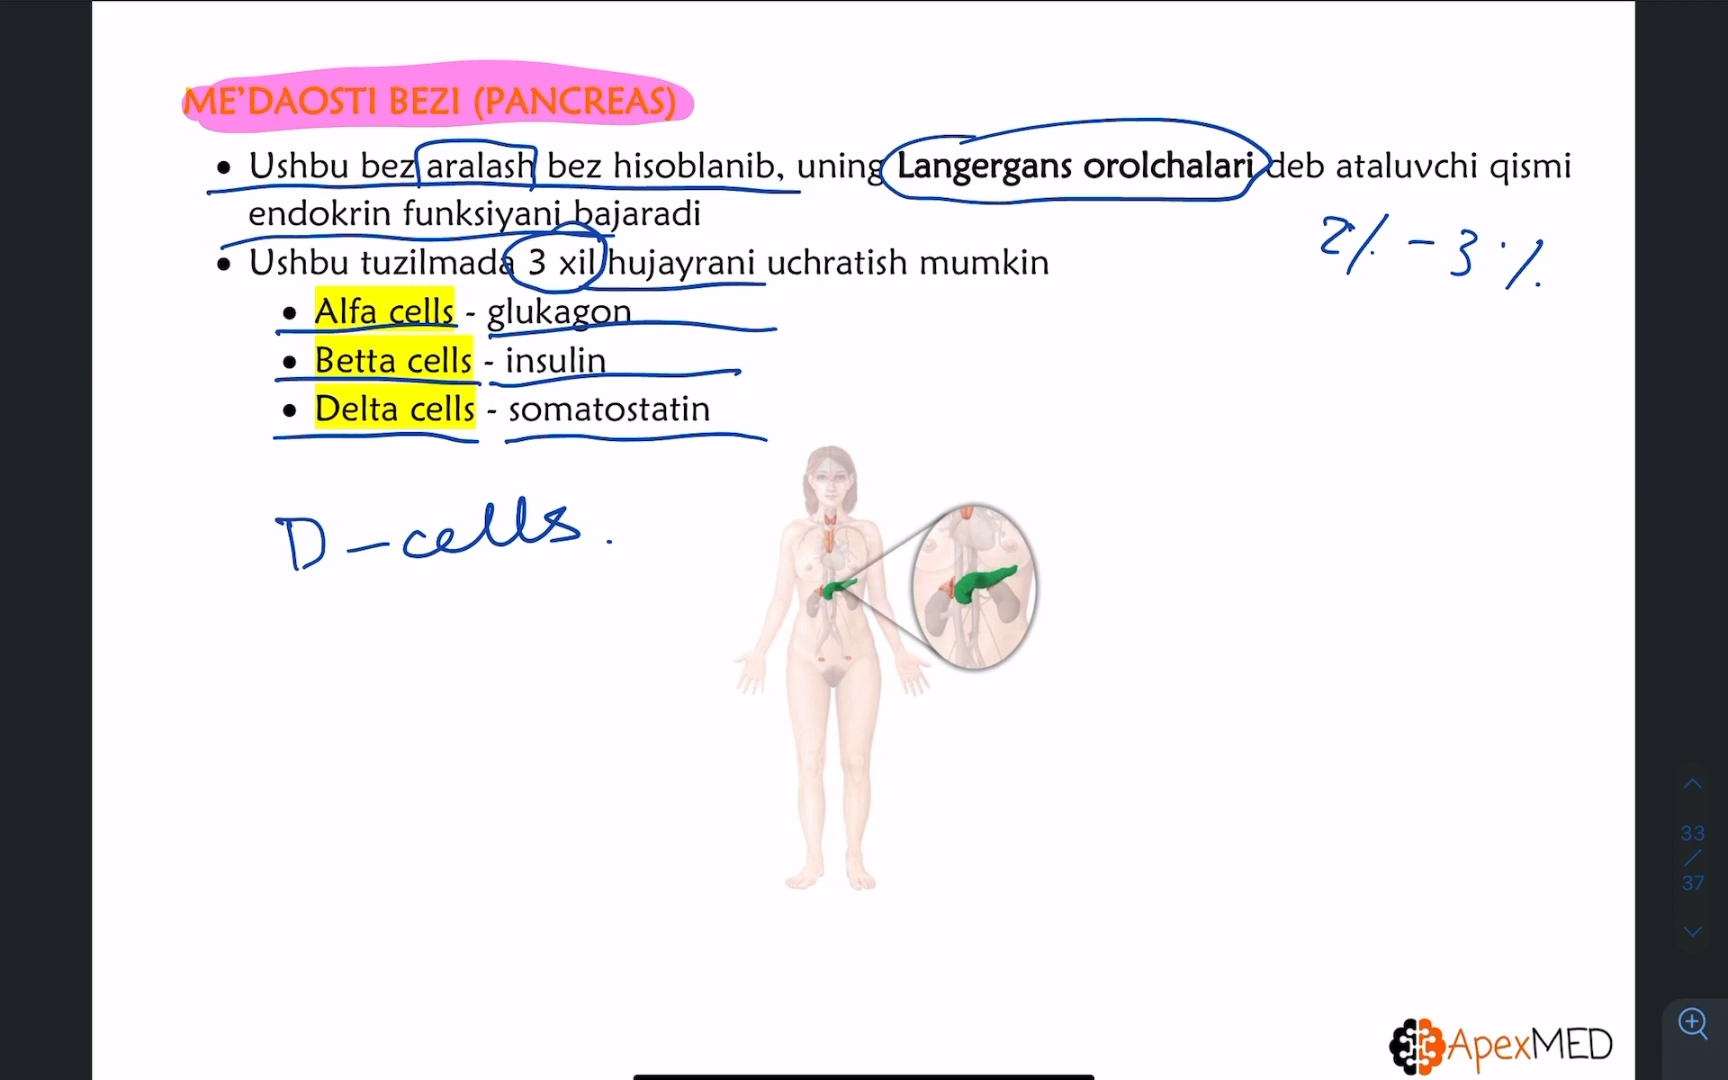 ME'DAOSTI BEZI (PANCREAS)
• Ushbu bez aralash bez hisoblanib, uning Langergans orolchalari deb ataluvchi qismi
endokrin funksiyani bajaradi
2% - 3%
• Ushbu tuzilmada 3 xil hujayrani uchratish mumkin
• Alfa cells - glukagon
• Betta cells - insulin
• Delta cells - somatostatin
D - cells.
33
/
37
ApexMED